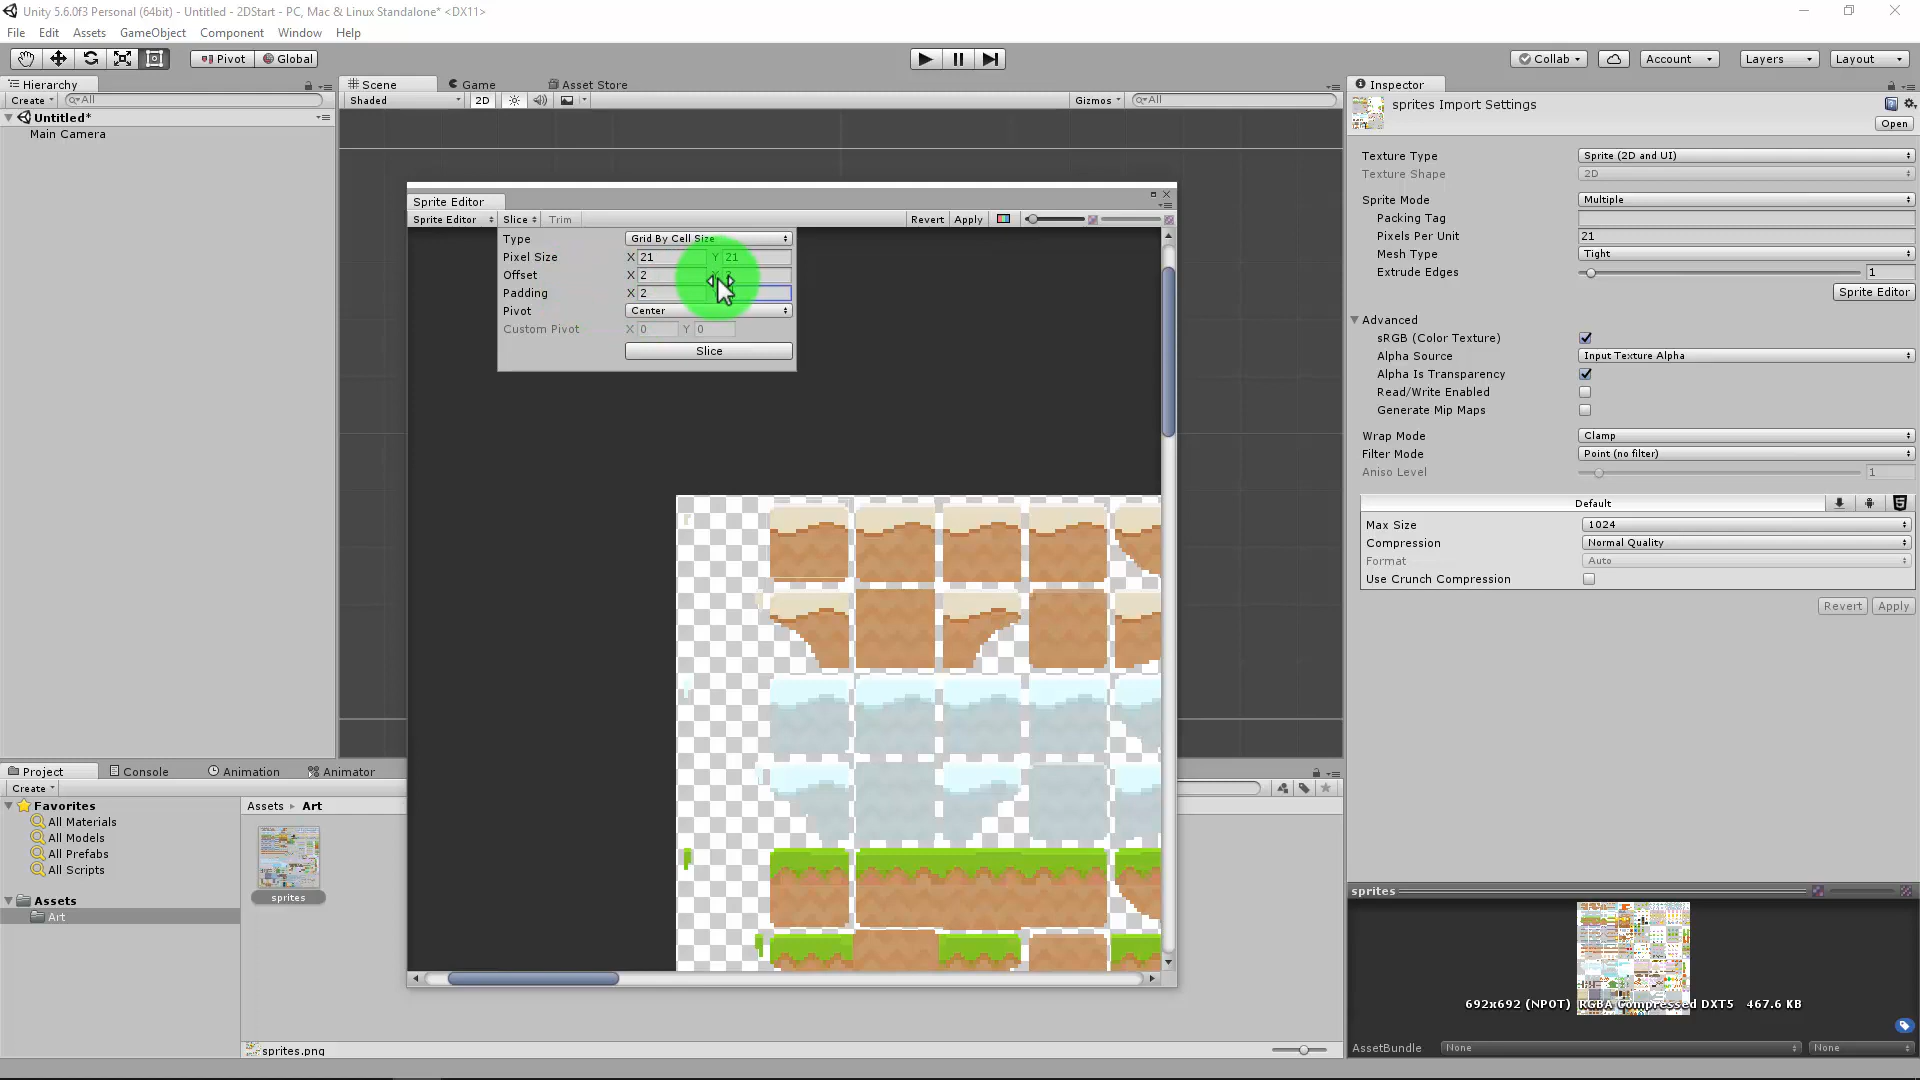 Unity 5.6.0f3 Personal (64bit) - Untitled - 2DStart - PC, Mac & Linux Standalone* <DX11>
File Edit Assets GameObject Component Window Help
Pivot Global Collab Account Layers Layout
Hierarchy
Create All
Untitled*
Main Camera
Scene Game Asset Store
Shaded 2D Gizmos All
Sprite Editor
Sprite Editor Slice Trim Revert Apply
Type Grid By Cell Size
Pixel Size X 21 Y 21
Offset X 2
Padding X 2
Pivot Center
Custom Pivot X 0 Y 0
Slice
Inspector
sprites Import Settings
Open
Texture Type Sprite (2D and UI)
Texture Shape 2D
Sprite Mode Multiple
Packing Tag
Pixels Per Unit 21
Mesh Type Tight
Extrude Edges 1
Sprite Editor
Advanced
sRGB (Color Texture)
Alpha Source Input Texture Alpha
Alpha Is Transparency
Read/Write Enabled
Generate Mip Maps
Wrap Mode Clamp
Filter Mode Point (no filter)
Aniso Level 1
Default
Max Size 1024
Compression Normal Quality
Format Auto
Use Crunch Compression
Revert Apply
Project Console Animation Animator
Create
Favorites
All Materials
All Models
All Prefabs
All Scripts
Assets
Art
Assets Art
sprites
sprites.png
sprites
692x692 (NPOT) RGBA Compressed DXT5 467.6 KB
AssetBundle None None